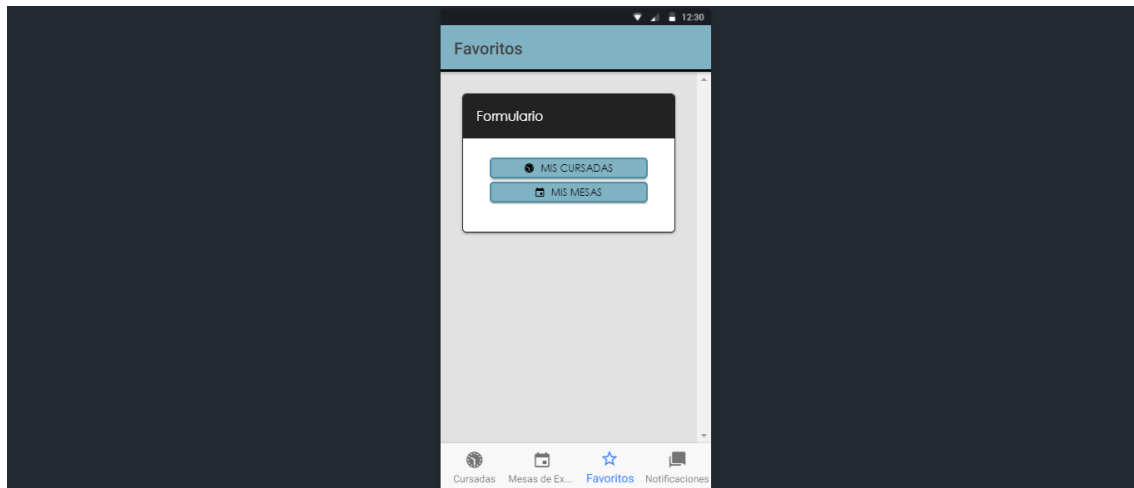 12:30
Favoritos
Formulario
MIS CURSADAS
MIS MESAS
Cursadas Mesas de Ex... Favoritos Notificaciones